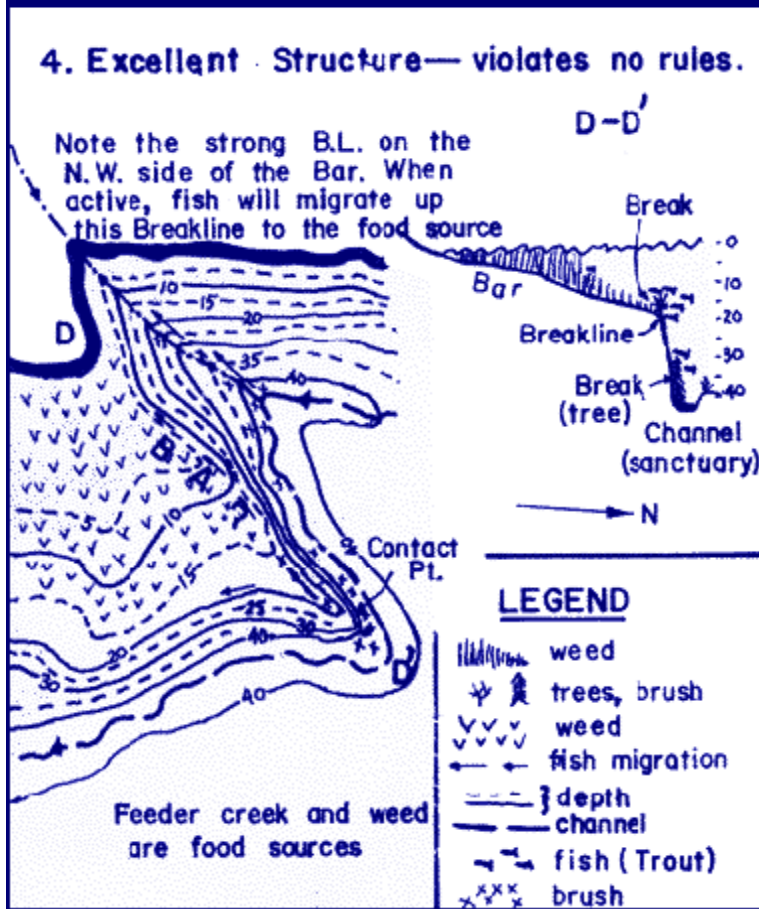 4. Excellent Structure— violates no rules.
Note the strong B.L. on the
N.W. side of the Bar. When
active, fish will migrate up
this Breakline to the food source
D-D'
Break
Bar
Breakline
Break
(tree)
Channel
(sanctuary)
-0
-10
-20
-30
-40
N
10
15
20
35
40
D
BAR
5
5
10
15
Contact
Pt.
25
20
40
30
30
D'
40
Feeder creek and weed
are food sources
LEGEND
weed
trees, brush
weed
fish migration
depth
channel
fish (Trout)
brush